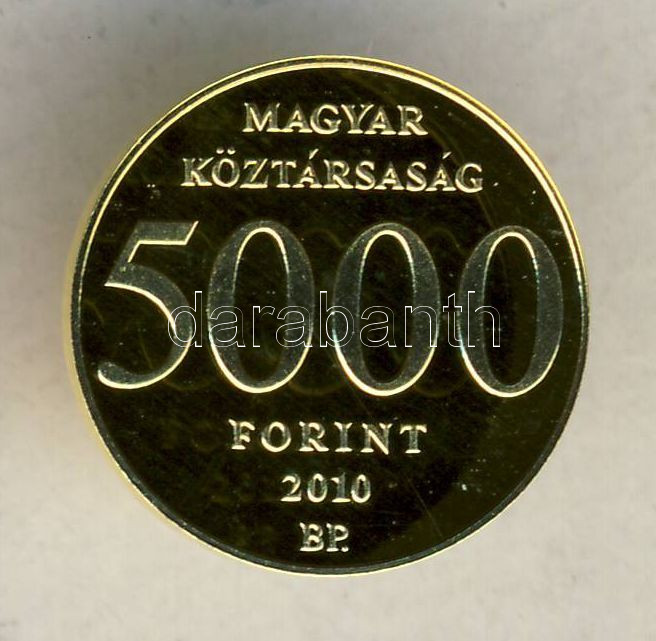 MAGYAR
KÖZTÁRSASÁG
5000
darabanth
FORINT
2010
BP.